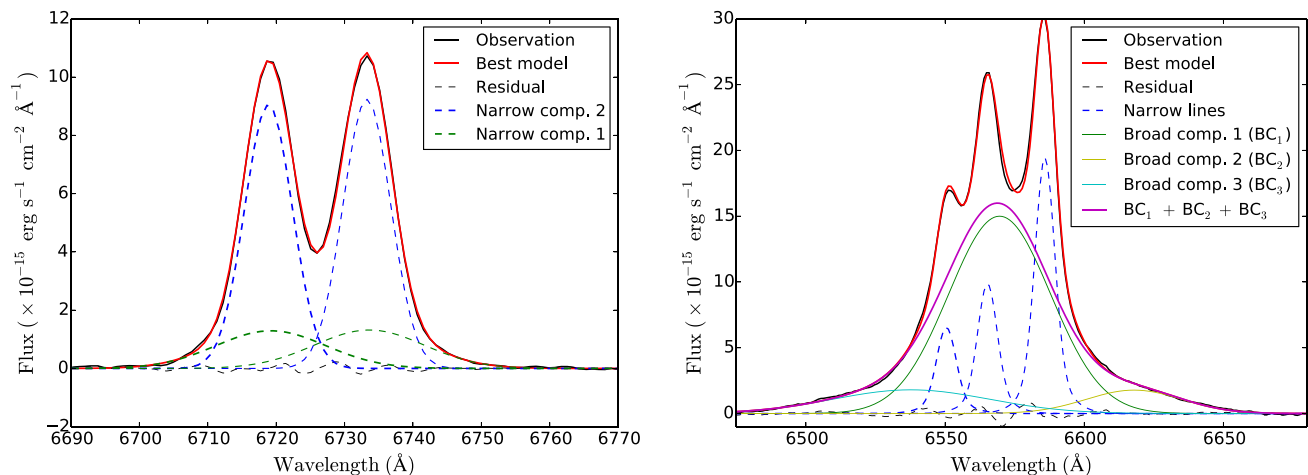 12
10
8
6
4
2
0
−2
Flux ( × 10⁻¹⁵ erg s⁻¹ cm⁻² Å⁻¹)
Observation
Best model
Residual
Narrow comp. 2
Narrow comp. 1
6690 6700 6710 6720 6730 6740 6750 6760 6770
Wavelength (Å)
30
25
20
15
10
5
0
Flux ( × 10⁻¹⁵ erg s⁻¹ cm⁻² Å⁻¹)
Observation
Best model
Residual
Narrow lines
Broad comp. 1 (BC₁)
Broad comp. 2 (BC₂)
Broad comp. 3 (BC₃)
BC₁ + BC₂ + BC₃
6500 6550 6600 6650
Wavelength (Å)